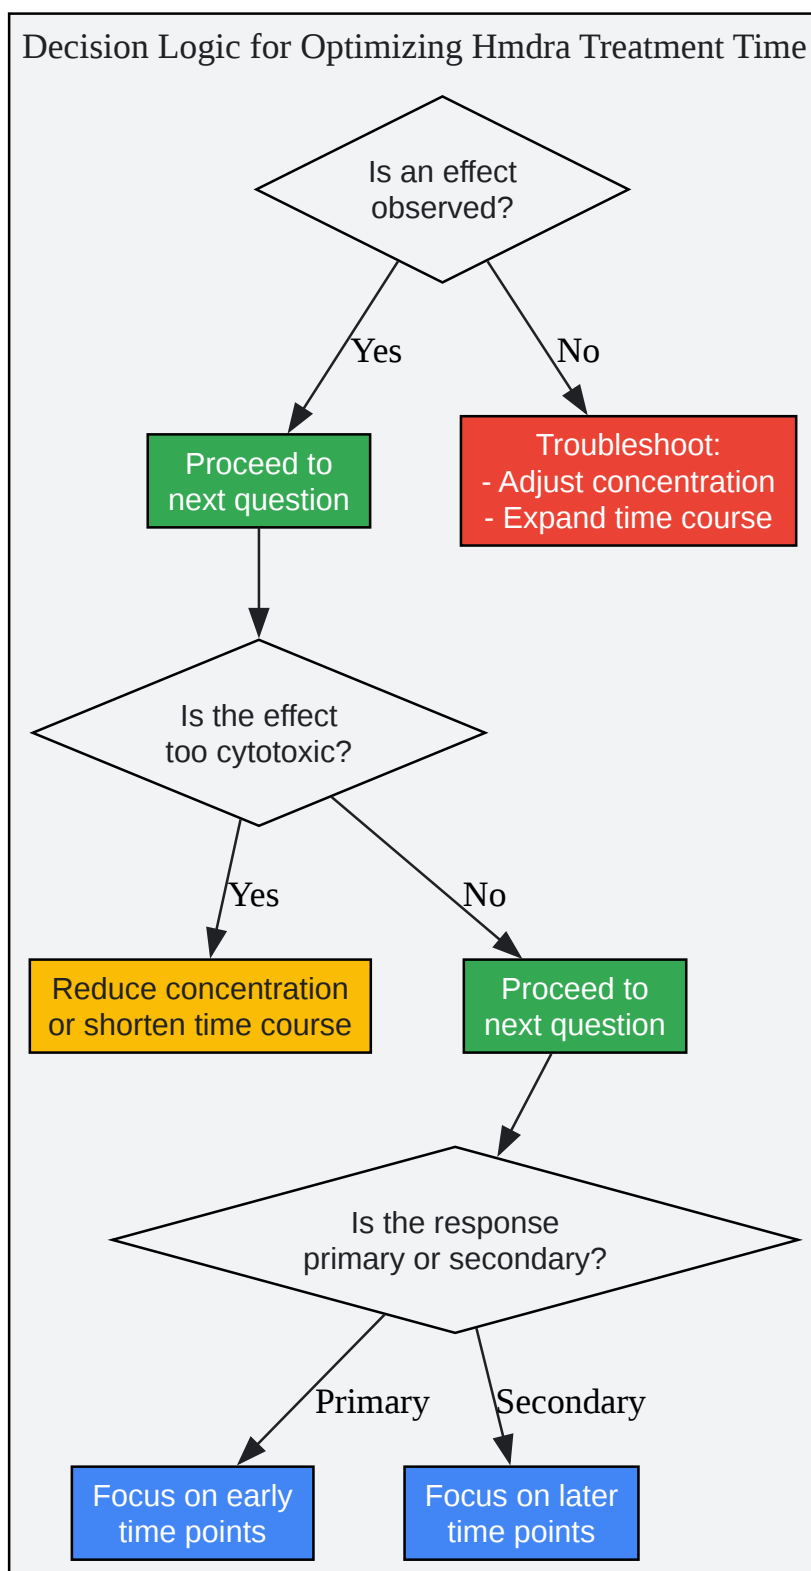 Decision Logic for Optimizing Hmdra Treatment Time
Is an effect
observed?
Yes
No
Proceed to
next question
Troubleshoot:
- Adjust concentration
- Expand time course
Is the effect
too cytotoxic?
Yes
No
Reduce concentration
or shorten time course
Proceed to
next question
Is the response
primary or secondary?
Primary
Secondary
Focus on early
time points
Focus on later
time points